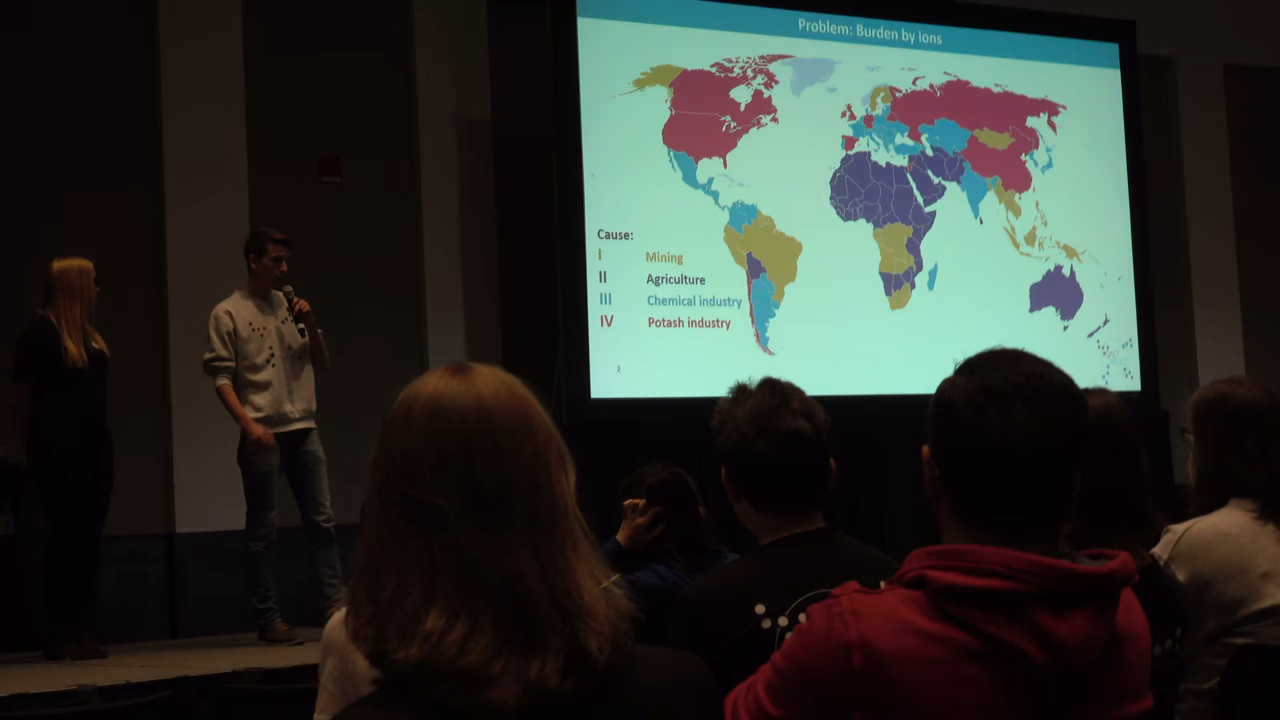 Problem: Burden by ions
Cause:
I Mining
II Agriculture
III Chemical industry
IV Potash industry
2